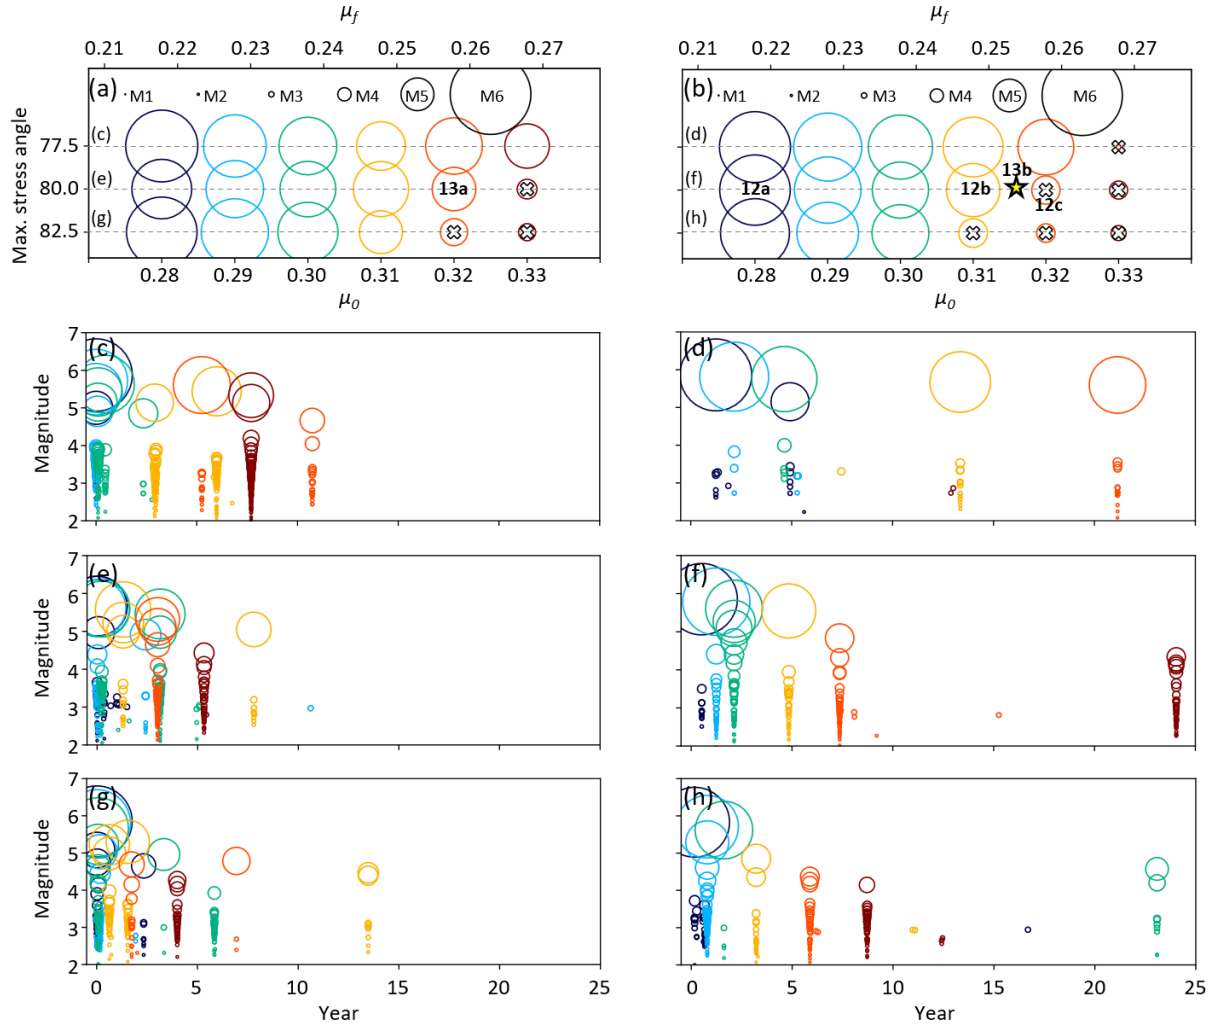 μf μf
0.21 0.22 0.23 0.24 0.25 0.26 0.27 0.21 0.22 0.23 0.24 0.25 0.26 0.27
(a) M1 M2 M3 M4 M5 M6 (b) M1 M2 M3 M4 M5 M6
Max. stress angle
77.5 (c) (d)
80.0 (e) 13a (f) 12a 12b 13b
12c
82.5 (g) (h)
0.28 0.29 0.30 0.31 0.32 0.33 0.28 0.29 0.30 0.31 0.32 0.33
μ0 μ0
(c) (d)
Magnitude
7
6
5
4
3
2
(e) (f)
Magnitude
7
6
5
4
3
2
(g) (h)
Magnitude
7
6
5
4
3
2
0 5 10 15 20 25 0 5 10 15 20 25
Year Year